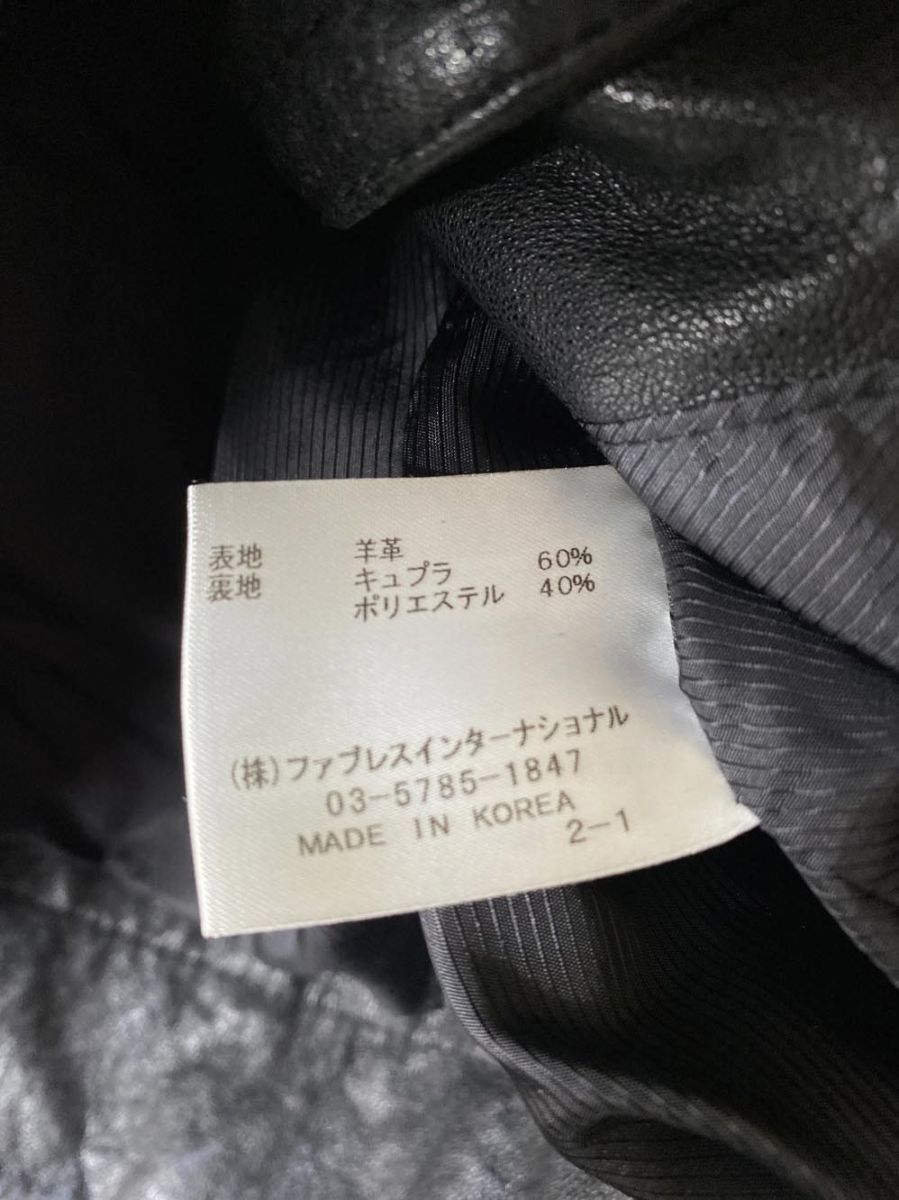 表地 羊革
裏地 キュプラ 60%
ポリエステル 40%
(株)ファブレスインターナショナル
03-5785-1847
MADE IN KOREA
2-1